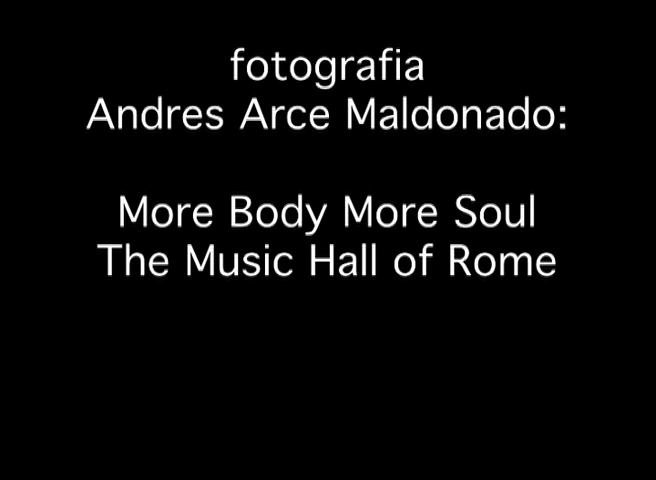 fotografia
Andres Arce Maldonado:
More Body More Soul
The Music Hall of Rome